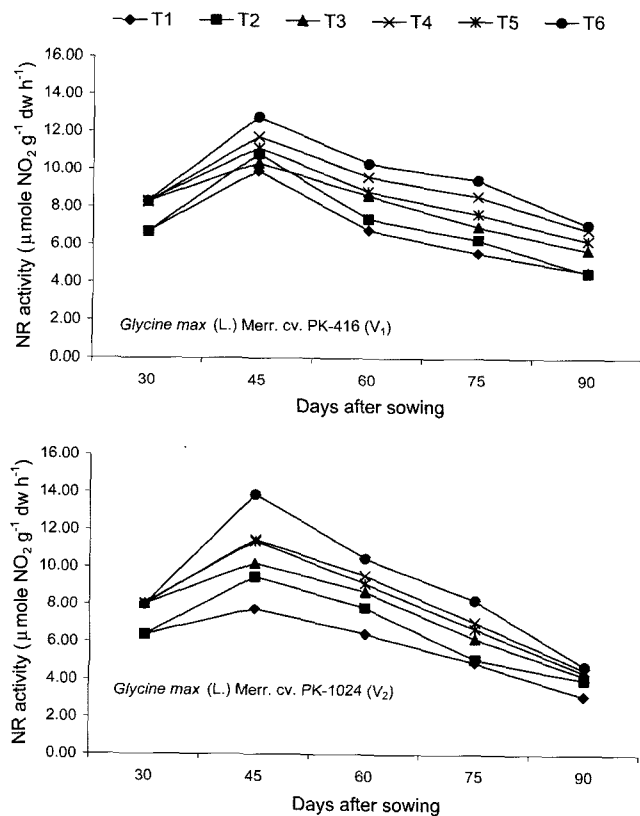 T1 T2 T3 T4 T5 T6
16.00
14.00
12.00
10.00
8.00
6.00
4.00
2.00
0.00
NR activity (μmole NO2 g-1 dw h-1)
Glycine max (L.) Merr. cv. PK-416 (V1)
30 45 60 75 90
Days after sowing
16.00
14.00
12.00
10.00
8.00
6.00
4.00
2.00
0.00
NR activity (μmole NO2 g-1 dw h-1)
Glycine max (L.) Merr. cv. PK-1024 (V2)
30 45 60 75 90
Days after sowing